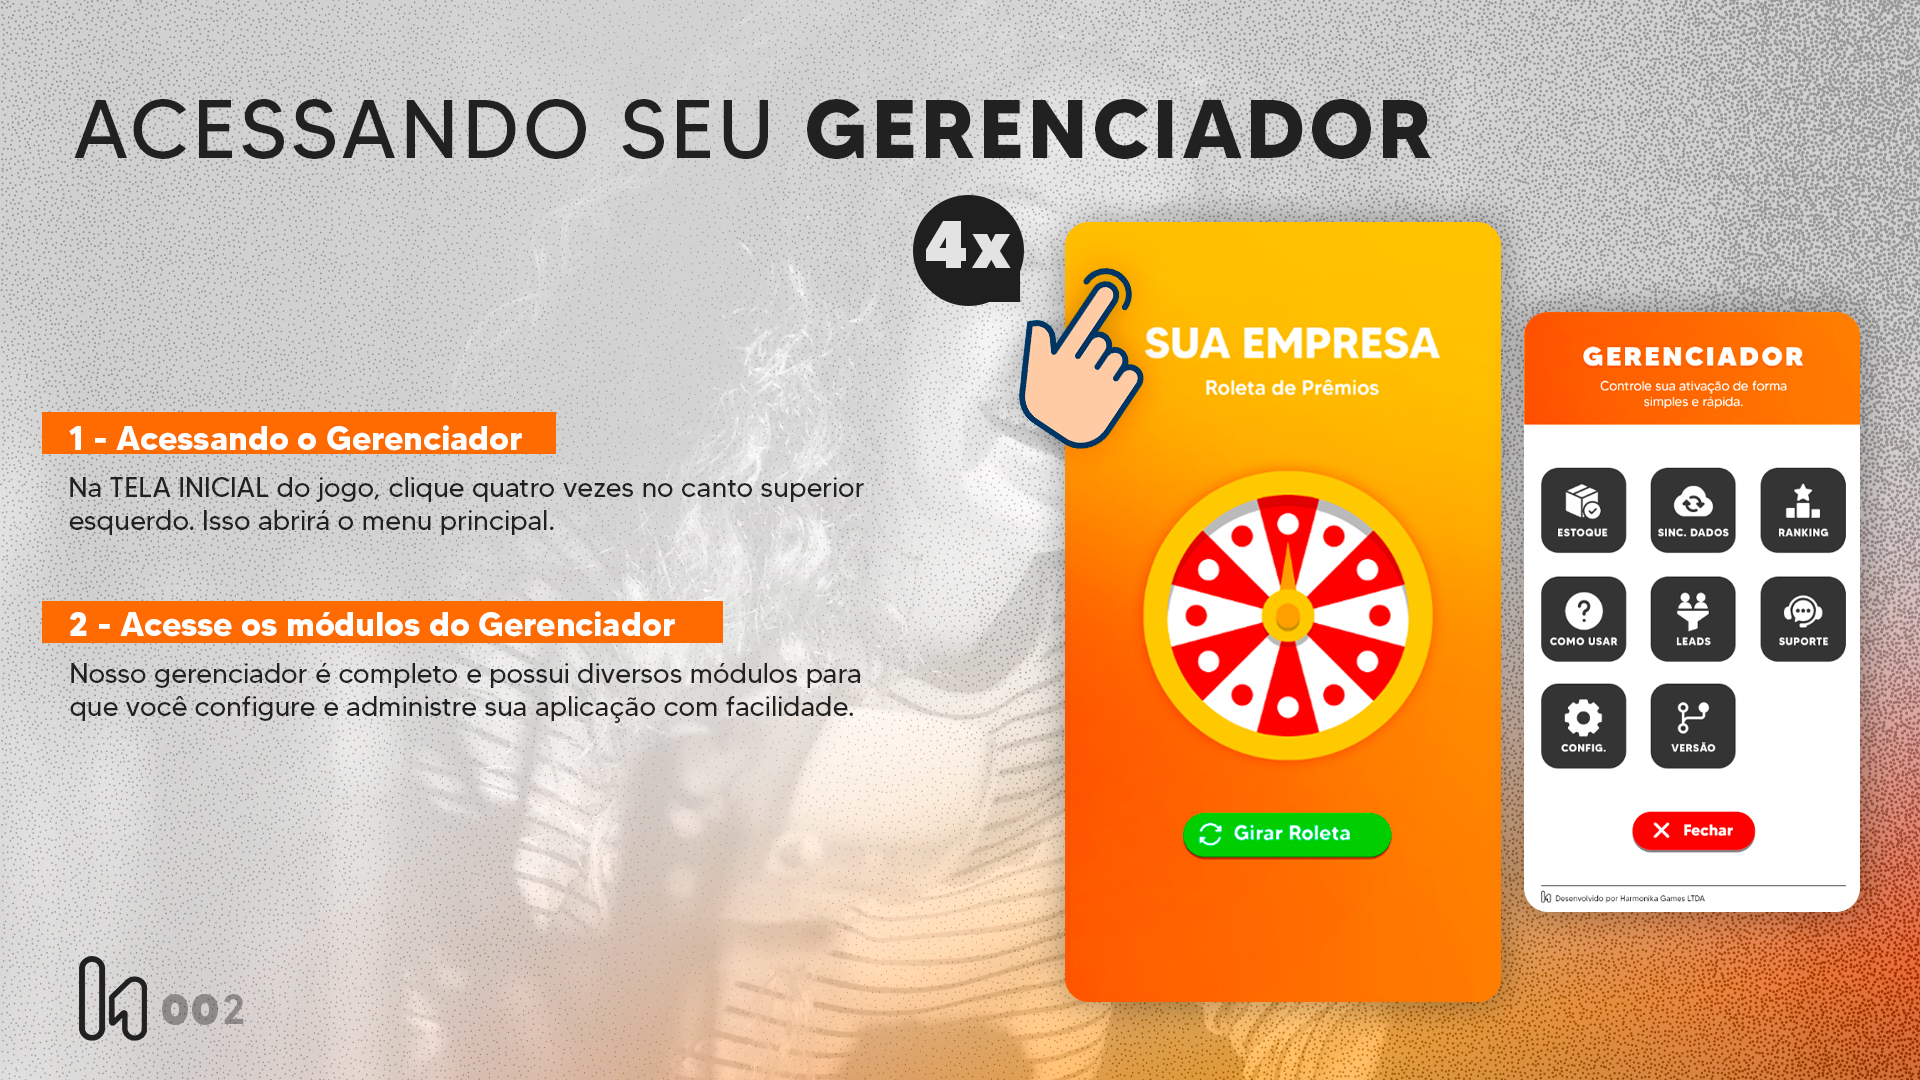 ACESSANDO SEU GERENCIADOR
4x
1 - Acessando o Gerenciador
Na TELA INICIAL do jogo, clique quatro vezes no canto superior
esquerdo. Isso abrirá o menu principal.
2 - Acesse os módulos do Gerenciador
Nosso gerenciador é completo e possui diversos módulos para
que você configure e administre sua aplicação com facilidade.
SUA EMPRESA
Roleta de Prêmios
Girar Roleta
GERENCIADOR
Controle sua ativação de forma
simples e rápida.
ESTOQUE SINC. DADOS RANKING
COMO USAR LEADS SUPORTE
CONFIG. VERSÃO
Fechar
Desenvolvido por Harmonika Games LTDA
002